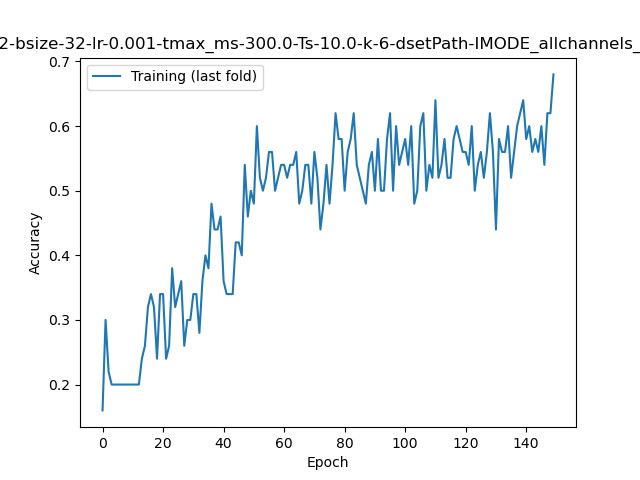 2-bsize-32-lr-0.001-tmax_ms-300.0-Ts-10.0-k-6-dsetPath-IMODE_allchannels_
Training (last fold)
Accuracy
0.7
0.6
0.5
0.4
0.3
0.2
0 20 40 60 80 100 120 140
Epoch